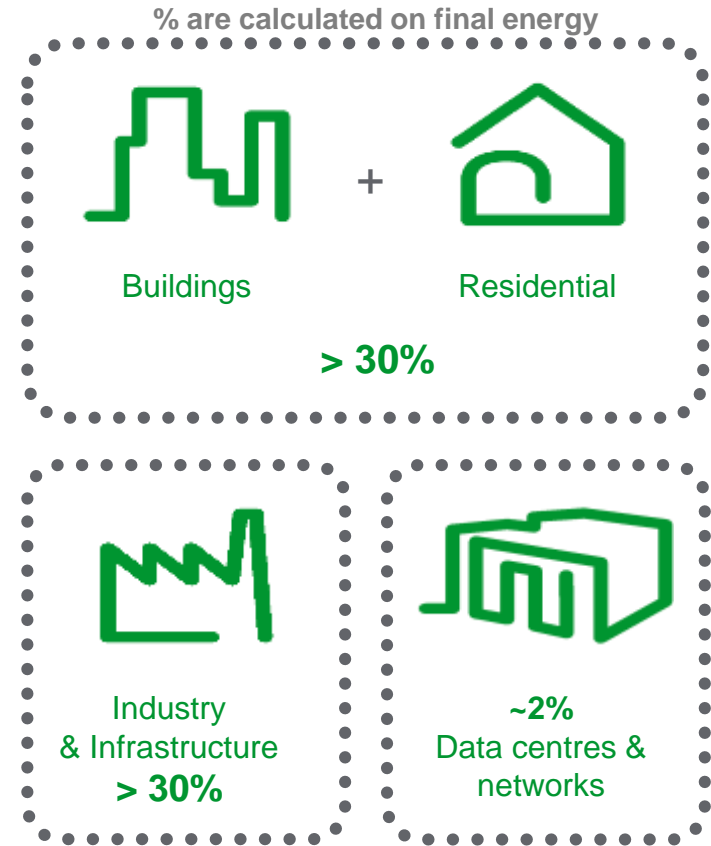 % are calculated on final energy
+
Buildings
Residential
> 30%
Industry
& Infrastructure
> 30%
~2%
Data centres &
networks